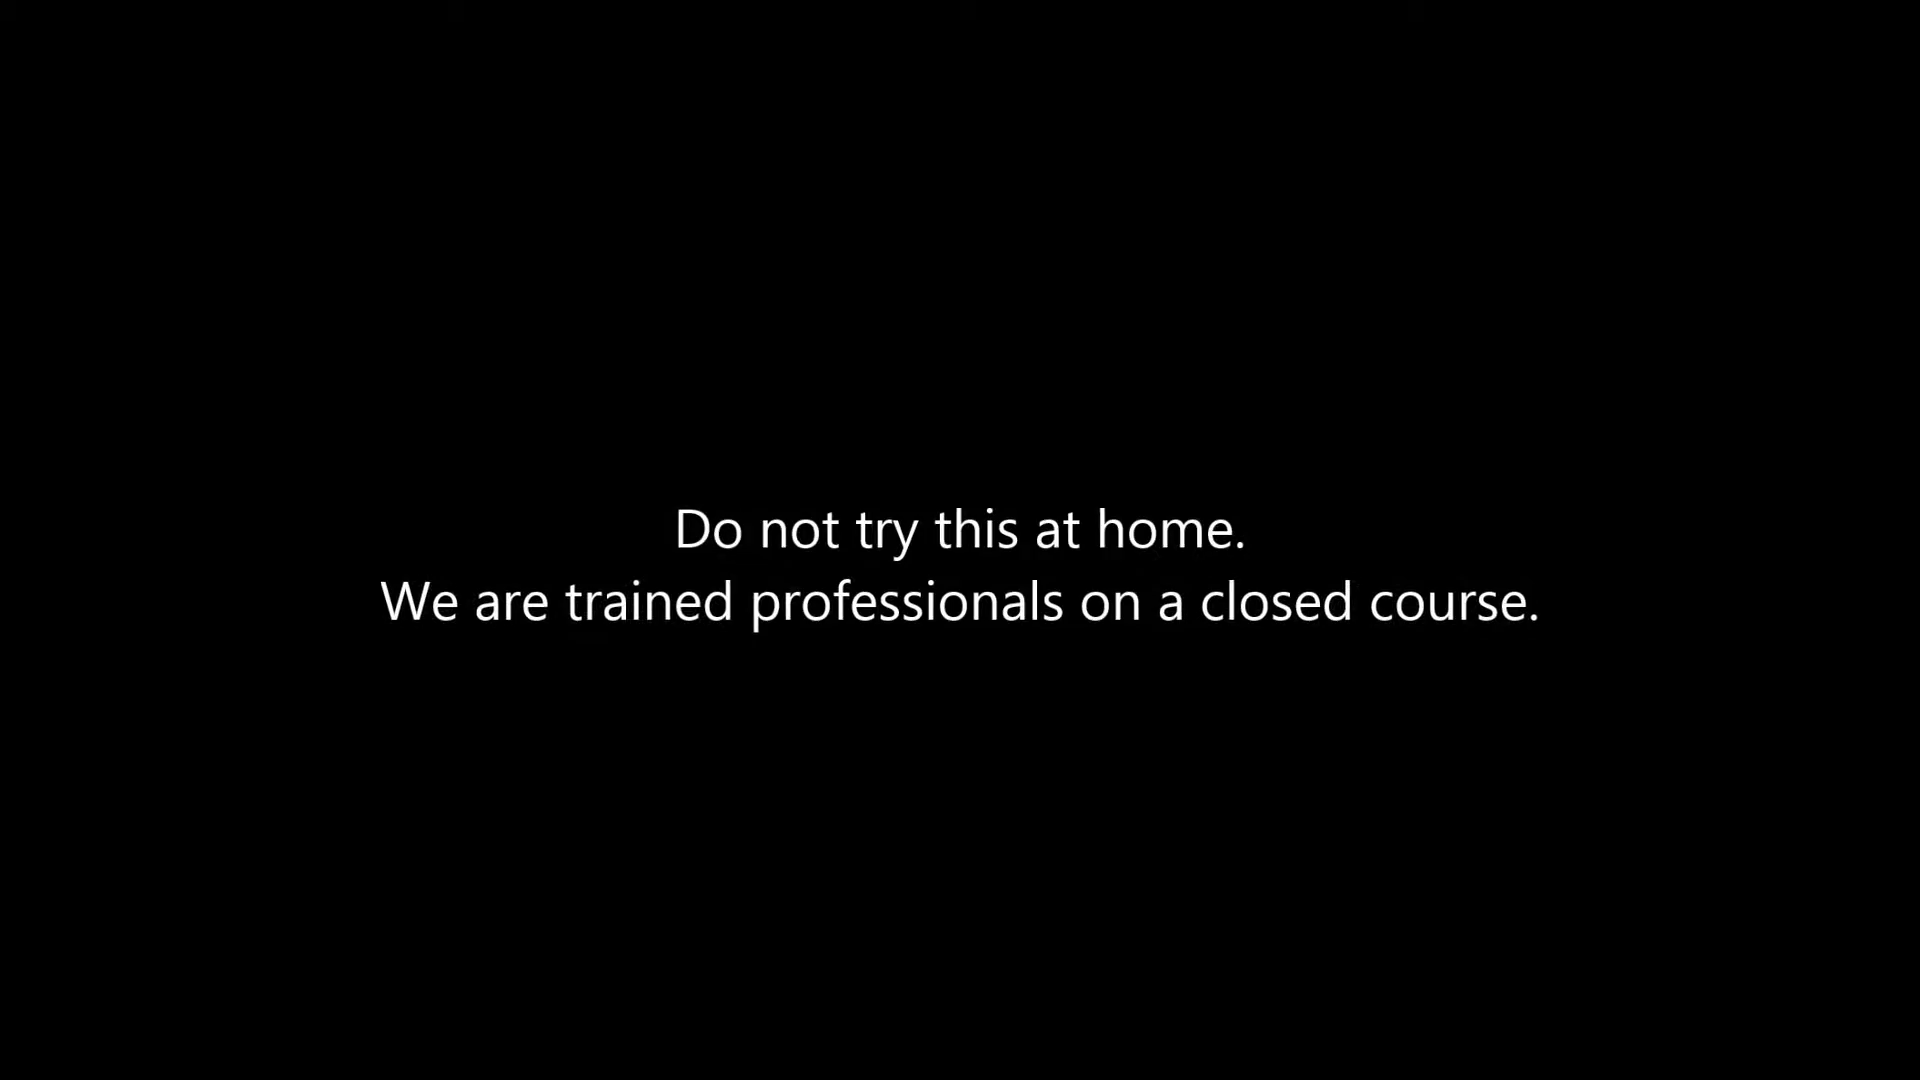 Do not try this at home.
We are trained professionals on a closed course.